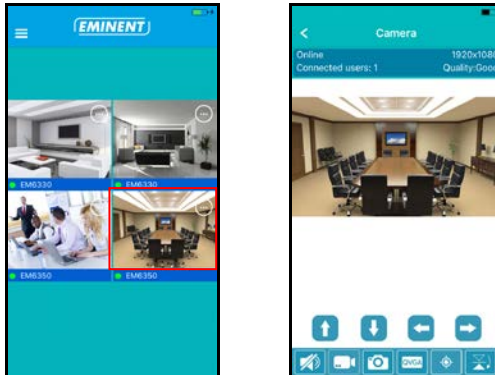 EMINENT
EM6330
EM6330
EM6350
EM6350
Camera
Online
1920x1080
Connected users: 1
Quality:Good
QVGA